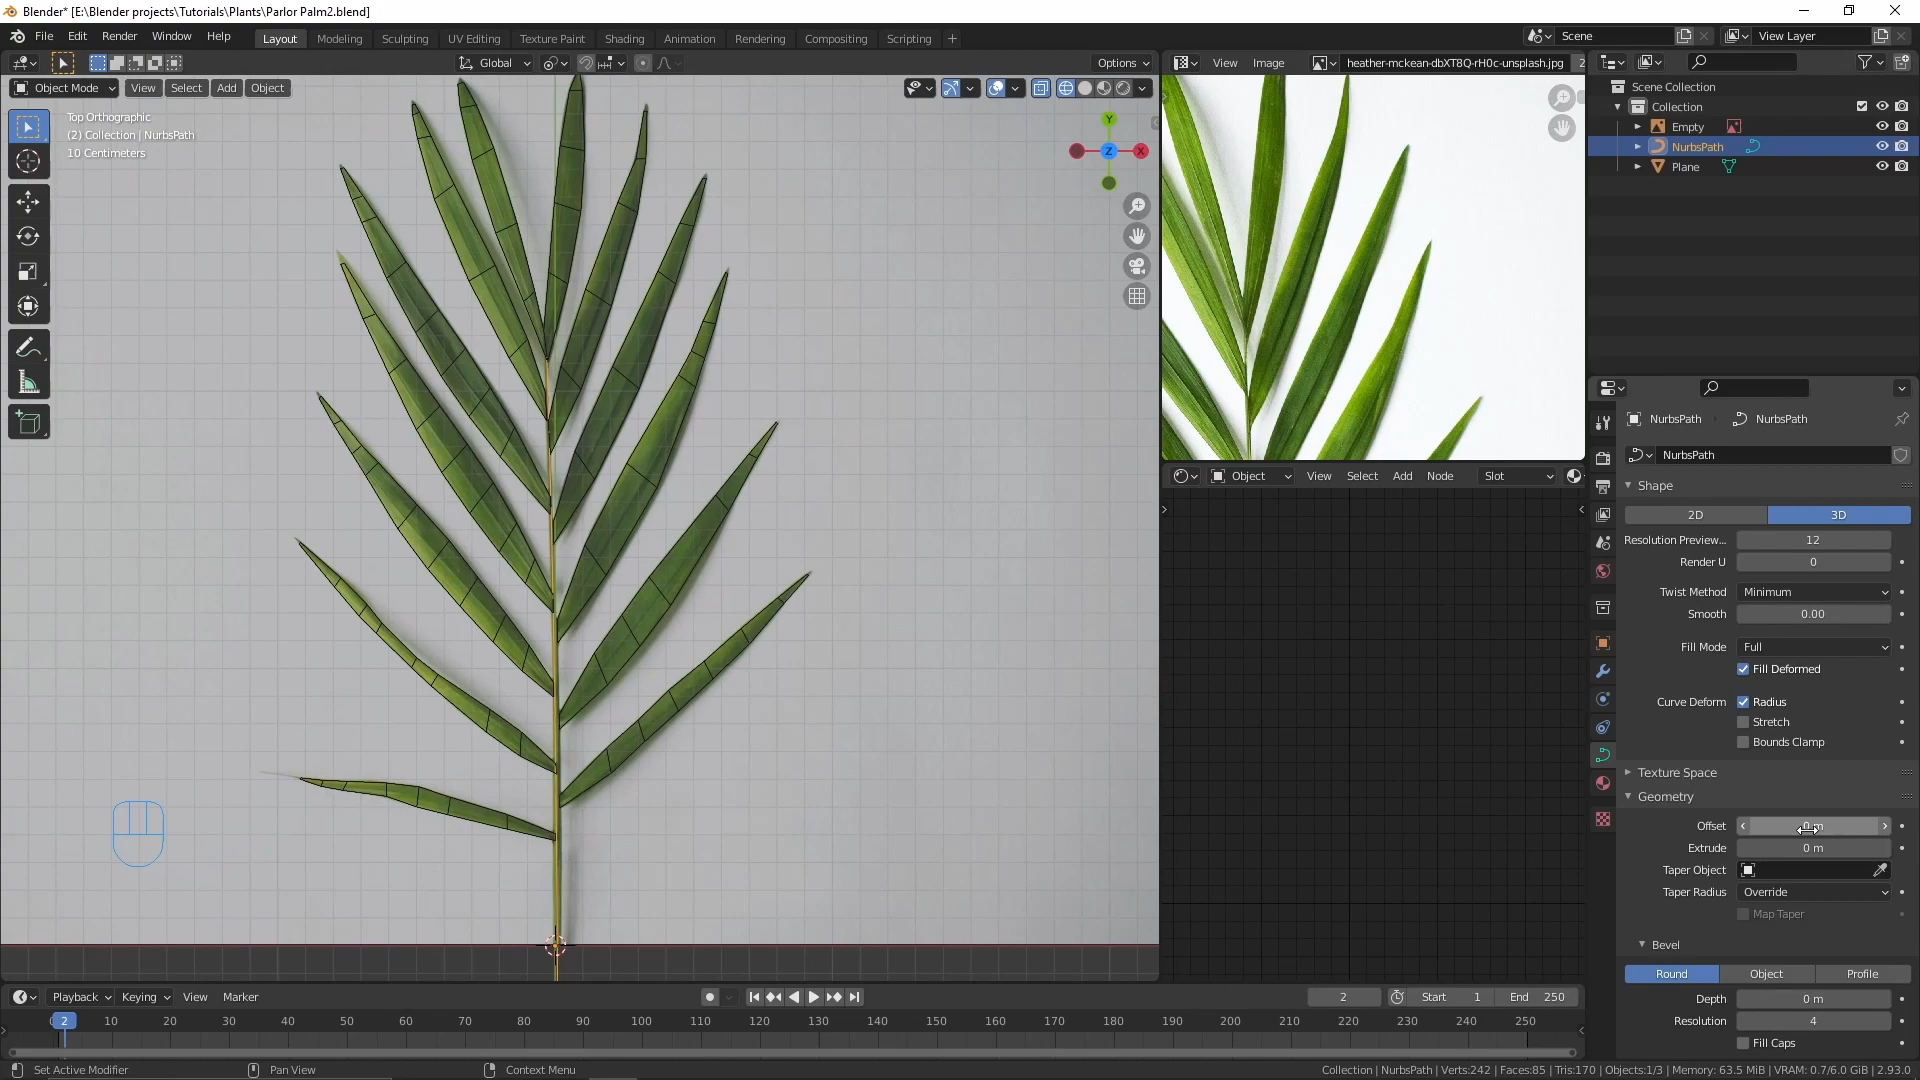 Blender* [E:\Blender projects\Tutorials\Plants\Parlor Palm2.blend]
File Edit Render Window Help Layout Modeling Sculpting UV Editing Texture Paint Shading Animation Rendering Compositing Scripting + Scene View Layer
Global Options View Image heather-mckean-dbXT8Q-rH0c-unsplash.jpg 2
Object Mode View Select Add Object
Top Orthographic
(2) Collection | NurbsPath
10 Centimeters
Y
Z X
Scene Collection
Collection
Empty
NurbsPath
Plane
Object View Select Add Node Slot
NurbsPath NurbsPath
NurbsPath
Shape
2D 3D
Resolution Preview... 12
Render U 0
Twist Method Minimum
Smooth 0.00
Fill Mode Full
Fill Deformed
Curve Deform Radius
Stretch
Bounds Clamp
Texture Space
Geometry
Offset 0 m
Extrude 0 m
Taper Object
Taper Radius Override
Map Taper
Bevel
Round Object Profile
Depth 0 m
Resolution 4
Fill Caps
Playback Keying View Marker 2 Start 1 End 250
2 10 20 30 40 50 60 70 80 90 100 110 120 130 140 150 160 170 180 190 200 210 220 230 240 250
Set Active Modifier Pan View Context Menu Collection | NurbsPath | Verts:242 | Faces:85 | Tris:170 | Objects:1/3 | Memory: 63.5 MiB | VRAM: 0.7/6.0 GiB | 2.93.0